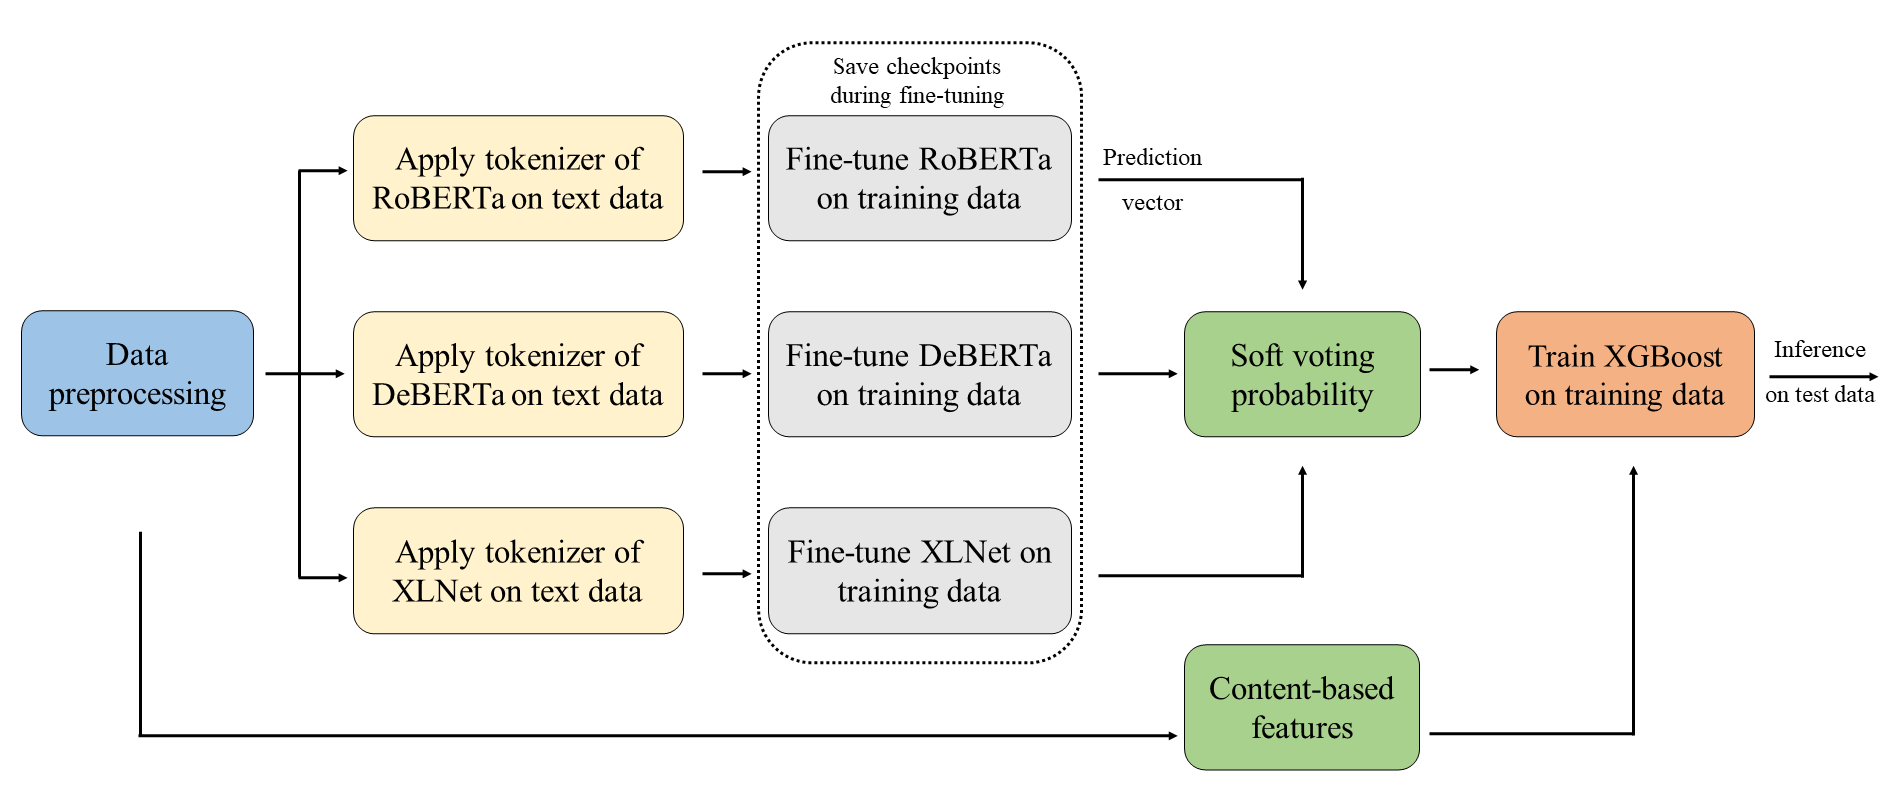 Save checkpoints
during fine-tuning
Apply tokenizer of
RoBERTa on text data
Fine-tune RoBERTa
on training data
Prediction
vector
Data
preprocessing
Apply tokenizer of
DeBERTa on text data
Fine-tune DeBERTa
on training data
Soft voting
probability
Train XGBoost
on training data
Inference
on test data
Apply tokenizer of
XLNet on text data
Fine-tune XLNet on
training data
Content-based
features